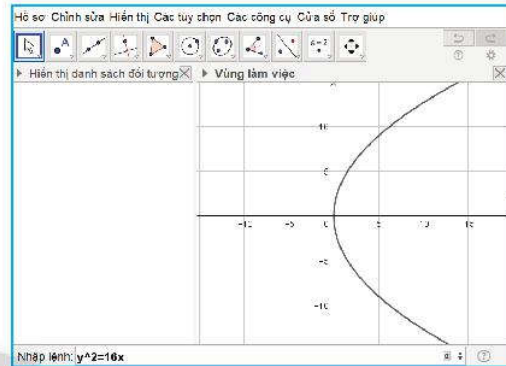 Hồ sơ Chỉnh sửa Hiển thị Các tùy chọn Các công cụ Cửa sổ Trợ giúp
A a=2
Hiển thị danh sách đối tượng Vùng làm việc
10
5
-10 -5 0 5 10 15
-5
-10
Nhập lệnh: y^2=16x